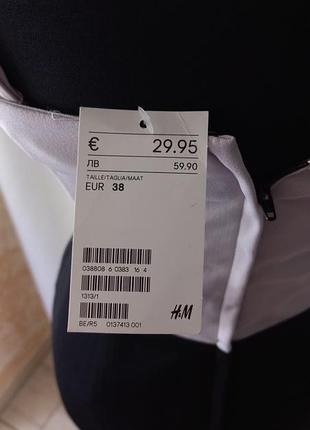 € 29.95
ЛВ 59.90
TAILLE/TAGLIA/MAAT
EUR 38
038808 6 0383 16 4
1313/1
H&M
BE/R5 0137413 001